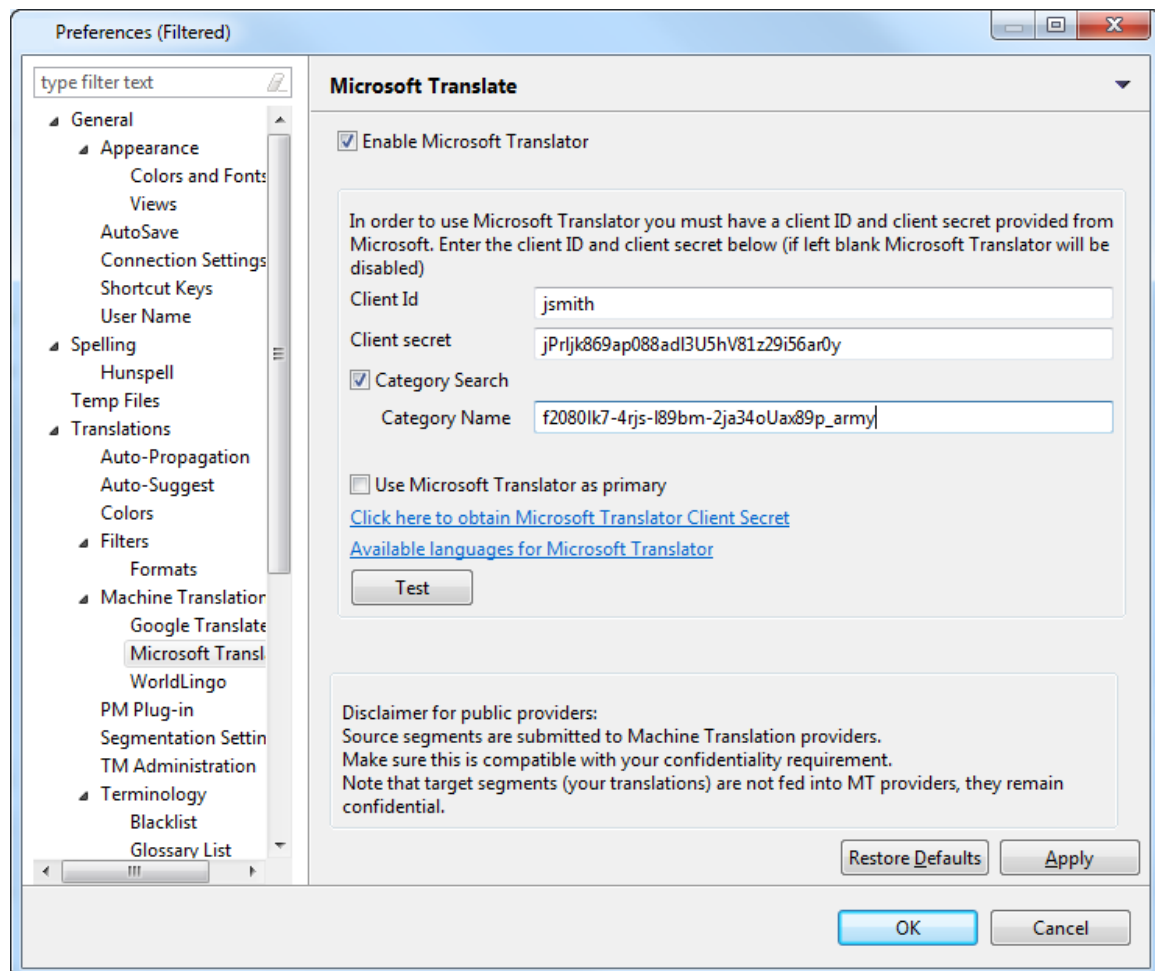 Preferences (Filtered)
type filter text
General
Appearance
Colors and Fonts
Views
AutoSave
Connection Settings
Shortcut Keys
User Name
Spelling
Hunspell
Temp Files
Translations
Auto-Propagation
Auto-Suggest
Colors
Filters
Formats
Machine Translation
Google Translate
Microsoft Transl
WorldLingo
PM Plug-in
Segmentation Settin
TM Administration
Terminology
Blacklist
Glossary List
Microsoft Translate
Enable Microsoft Translator
In order to use Microsoft Translator you must have a client ID and client secret provided from
Microsoft. Enter the client ID and client secret below (if left blank Microsoft Translator will be
disabled)
Client Id
jsmith
Client secret
jPrljk869ap088adl3U5hV81z29i56ar0y
Category Search
Category Name
f2080lk7-4rjs-l89bm-2ja34oUax89p_army
Use Microsoft Translator as primary
Click here to obtain Microsoft Translator Client Secret
Available languages for Microsoft Translator
Test
Disclaimer for public providers:
Source segments are submitted to Machine Translation providers.
Make sure this is compatible with your confidentiality requirement.
Note that target segments (your translations) are not fed into MT providers, they remain
confidential.
Restore Defaults
Apply
OK
Cancel